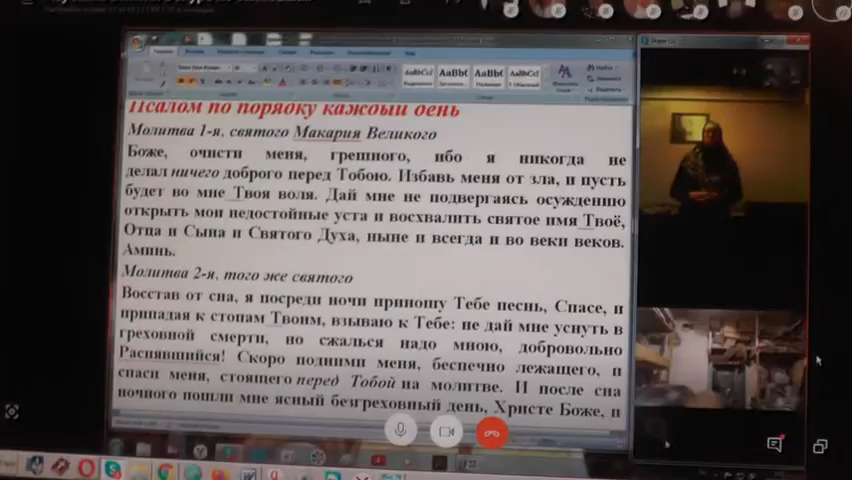 Псалом по порядку каждый день
Молитва 1-я, святого Макария Великого
Боже, очисти меня, грешного, ибо я никогда не
делал ничего доброго перед Тобою. Избавь меня от зла, и пусть
будет во мне Твоя воля. Дай мне не подвергаясь осуждению
открыть мои недостойные уста и восхвалить святое имя Твоё,
Отца и Сына и Святого Духа, ныне и всегда и во веки веков.
Аминь.
Молитва 2-я, того же святого
Восстав от сна, я посреди ночи приношу Тебе песнь, Спасе, и
припадая к стопам Твоим, взываю к Тебе: не дай мне уснуть в
греховной смерти, но сжалься надо мною, добровольно
Распявшийся! Скоро подними меня, беспечно лежащего, и
спаси меня, стоящего перед Тобой на молитве. И после сна
ночного пошли мне ясный безгреховный день, Христе Боже, и